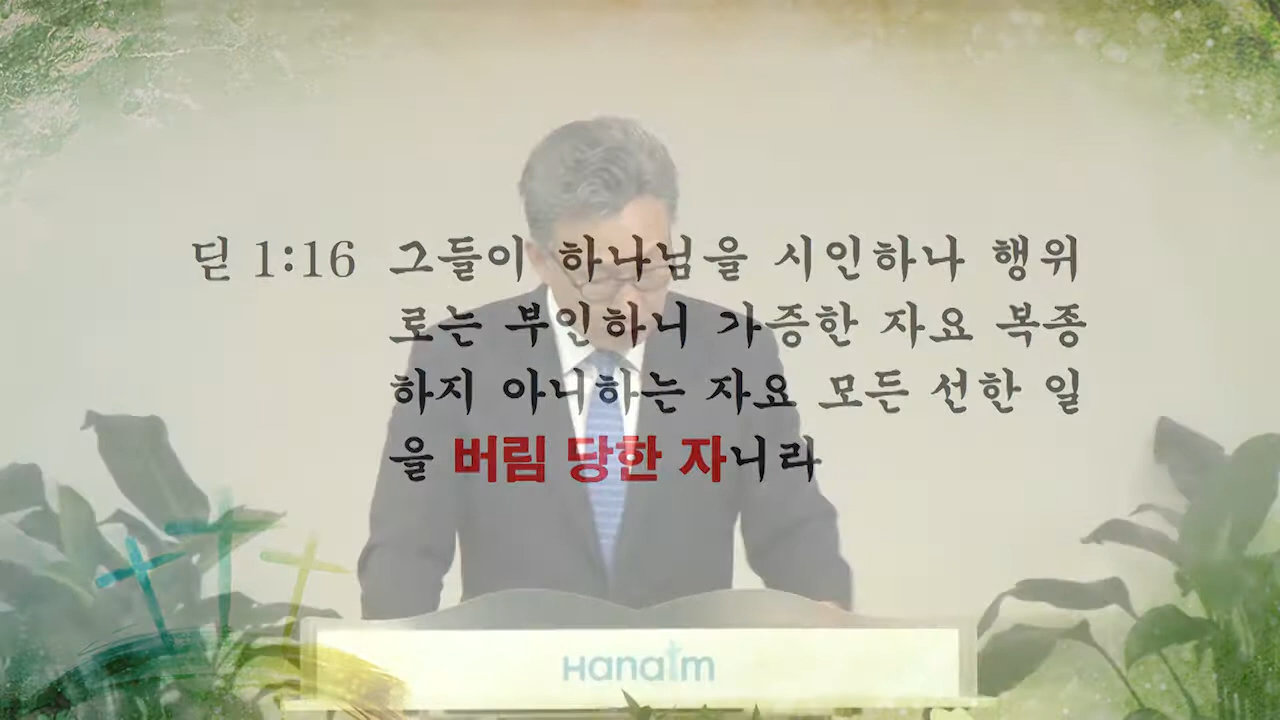 딛 1:16 그들이 하나님을 시인하나 행위
로는 부인하니 가증한 자요 복종
하지 아니하는 자요 모든 선한 일
을 버림 당한 자니라
Hanatm